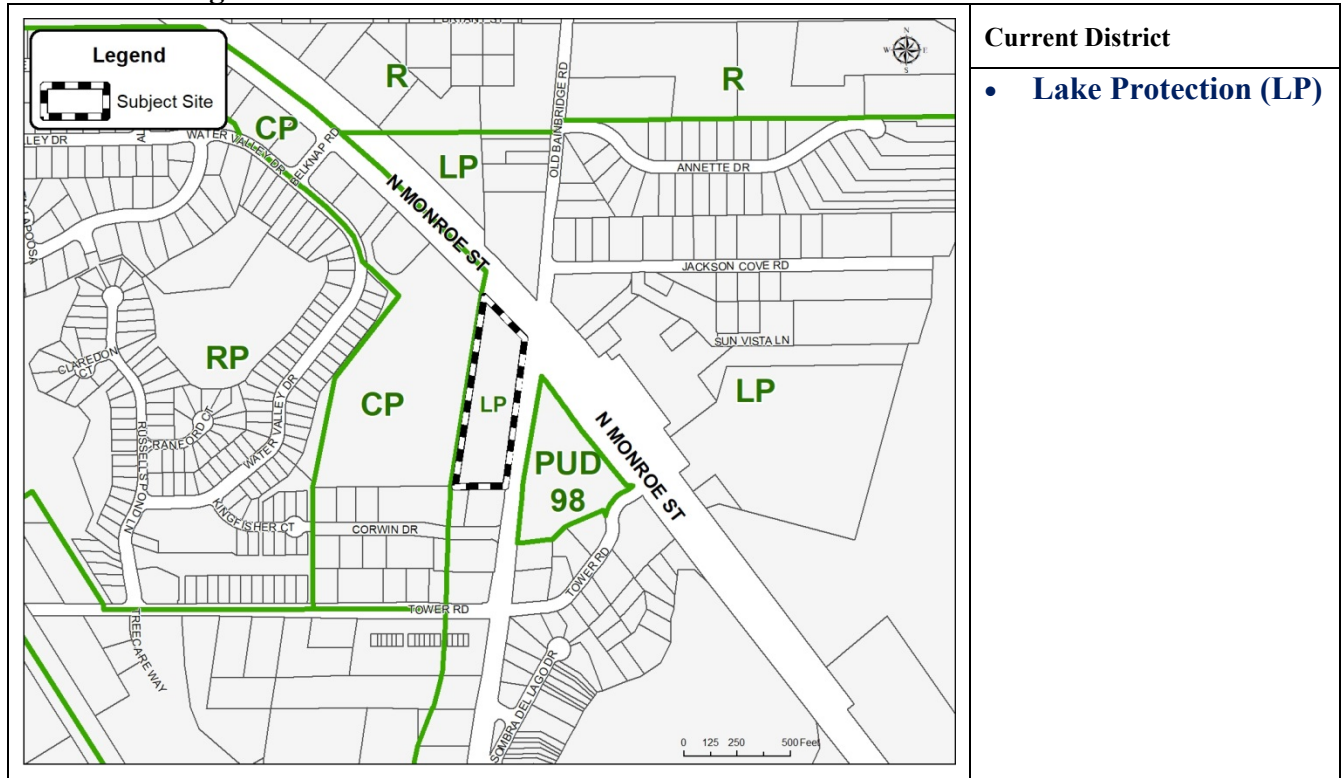 Legend
Subject Site
N
W E
S
R
R
OLD BAINBRIDGE RD
CP
WATER VALLEY DR
BELKNAP RD
LP
ANNETTE DR
N MONROE ST
JACKSON COVE RD
SUN VISTA LN
CLAREDON CT
RP
CP
LP
LP
RUSSELLS POND LN
CRANFORD CT
WATER VALLEY DR
N MONROE ST
PUD
98
KINGFISHER CT
CORWIN DR
TOWER RD
TOWER RD
TREECARE WAY
SOMBRA DEL LAGO DR
0 125 250 500 Feet
Current District
• Lake Protection (LP)